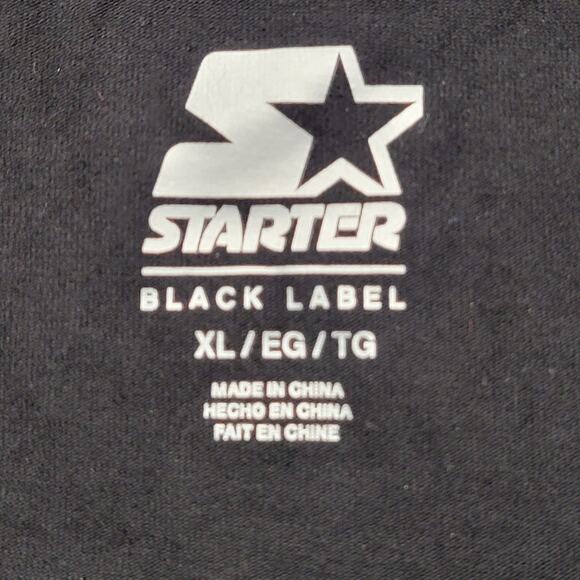 STARTER
BLACK LABEL
XL/EG/TG
MADE IN CHINA
HECHO EN CHINA
FAIT EN CHINE